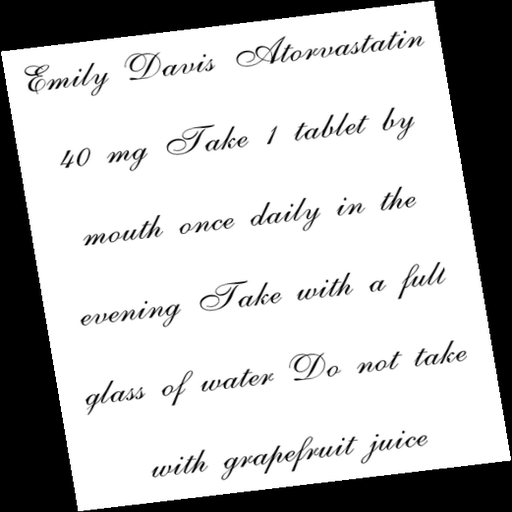 Emily Davis Atorvastatin
40 mg Take 1 tablet by
mouth once daily in the
evening Take with a full
glass of water Do not take
with grapefruit juice